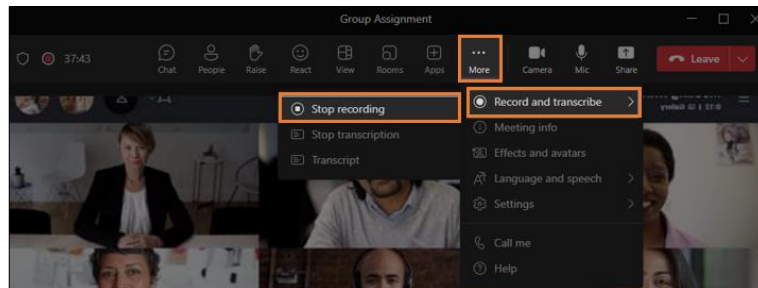 Group Assignment
37:43
Chat People Raise React View Rooms Apps More Camera Mic Share Leave
Stop recording
Stop transcription
Transcript
Record and transcribe
Meeting info
Effects and avatars
Language and speech
Settings
Call me
Help